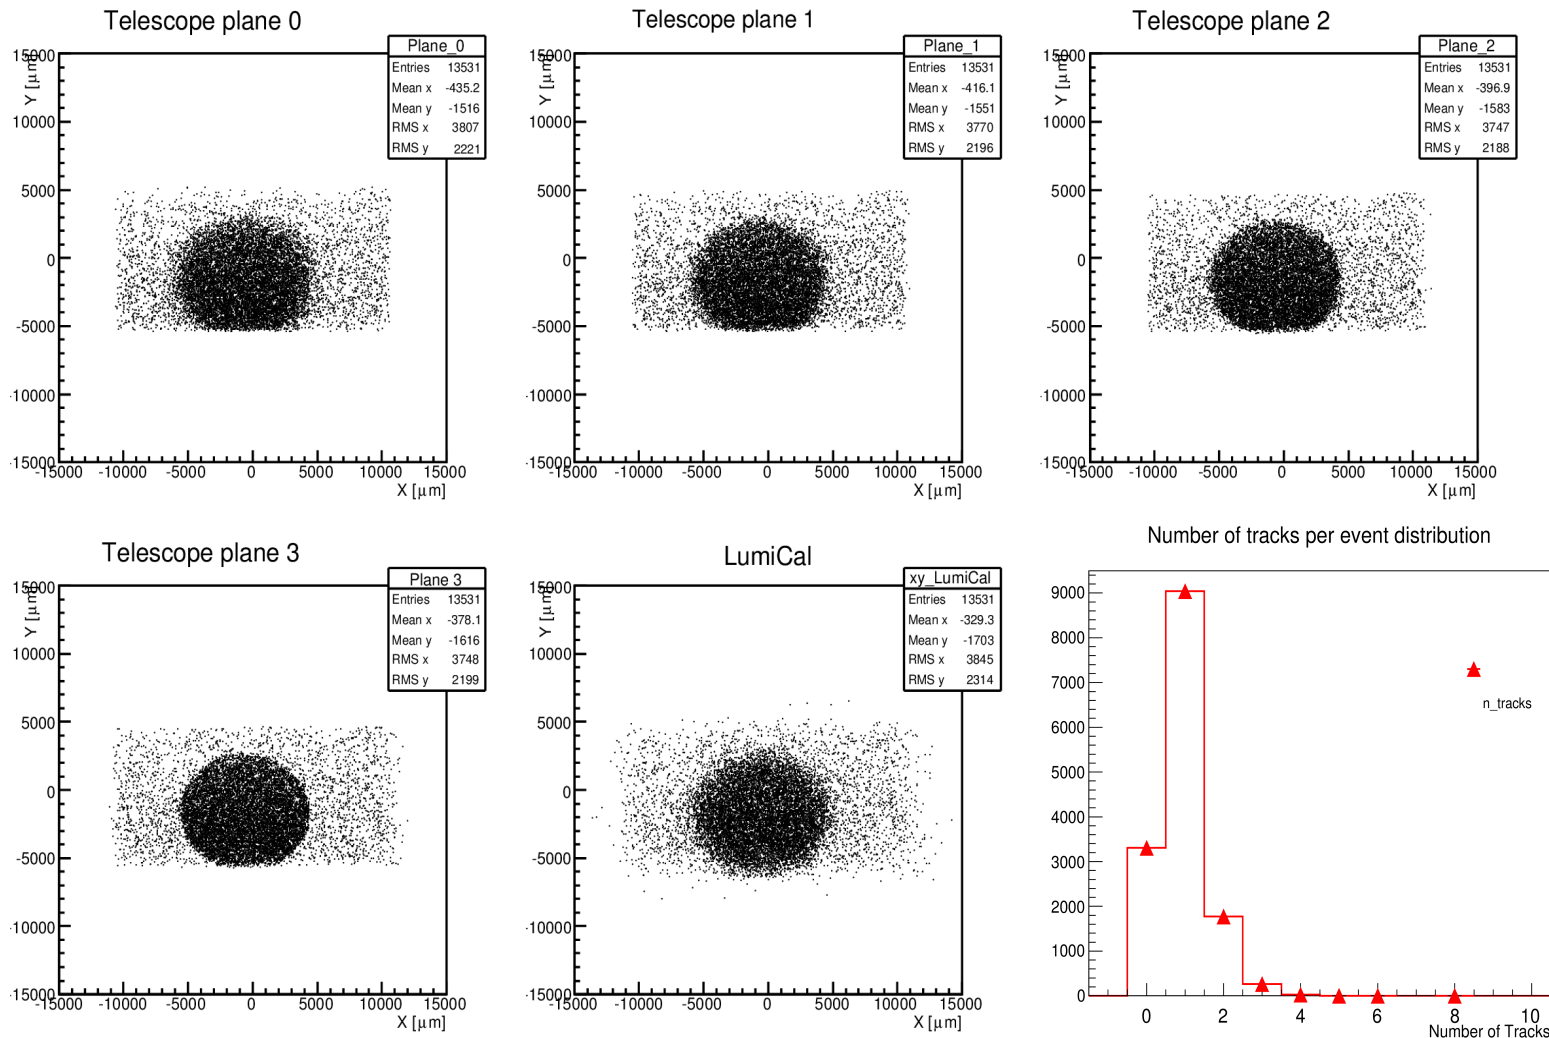 Telescope plane 0
Plane_0
Entries 13531
Mean x -435.2
Mean y -1516
RMS x 3807
RMS y 2221
Y [μm]
15000
10000
5000
0
-5000
-10000
-15000
-15000 -10000 -5000 0 5000 10000 15000
X [μm]
Telescope plane 1
Plane_1
Entries 13531
Mean x -416.1
Mean y -1551
RMS x 3770
RMS y 2196
Y [μm]
15000
10000
5000
0
-5000
-10000
-15000
-15000 -10000 -5000 0 5000 10000 15000
X [μm]
Telescope plane 2
Plane_2
Entries 13531
Mean x -396.9
Mean y -1583
RMS x 3747
RMS y 2188
Y [μm]
15000
10000
5000
0
-5000
-10000
-15000
-15000 -10000 -5000 0 5000 10000 15000
X [μm]
Telescope plane 3
Plane 3
Entries 13531
Mean x -378.1
Mean y -1616
RMS x 3748
RMS y 2199
Y [μm]
15000
10000
5000
0
-5000
-10000
-15000
-15000 -10000 -5000 0 5000 10000 15000
X [μm]
LumiCal
xy_LumiCal
Entries 13531
Mean x -329.3
Mean y -1703
RMS x 3845
RMS y 2314
Y [μm]
15000
10000
5000
0
-5000
-10000
-15000
-15000 -10000 -5000 0 5000 10000 15000
X [μm]
Number of tracks per event distribution
9000
8000
7000
6000
5000
4000
3000
2000
1000
0
n_tracks
0 2 4 6 8 10
Number of Tracks